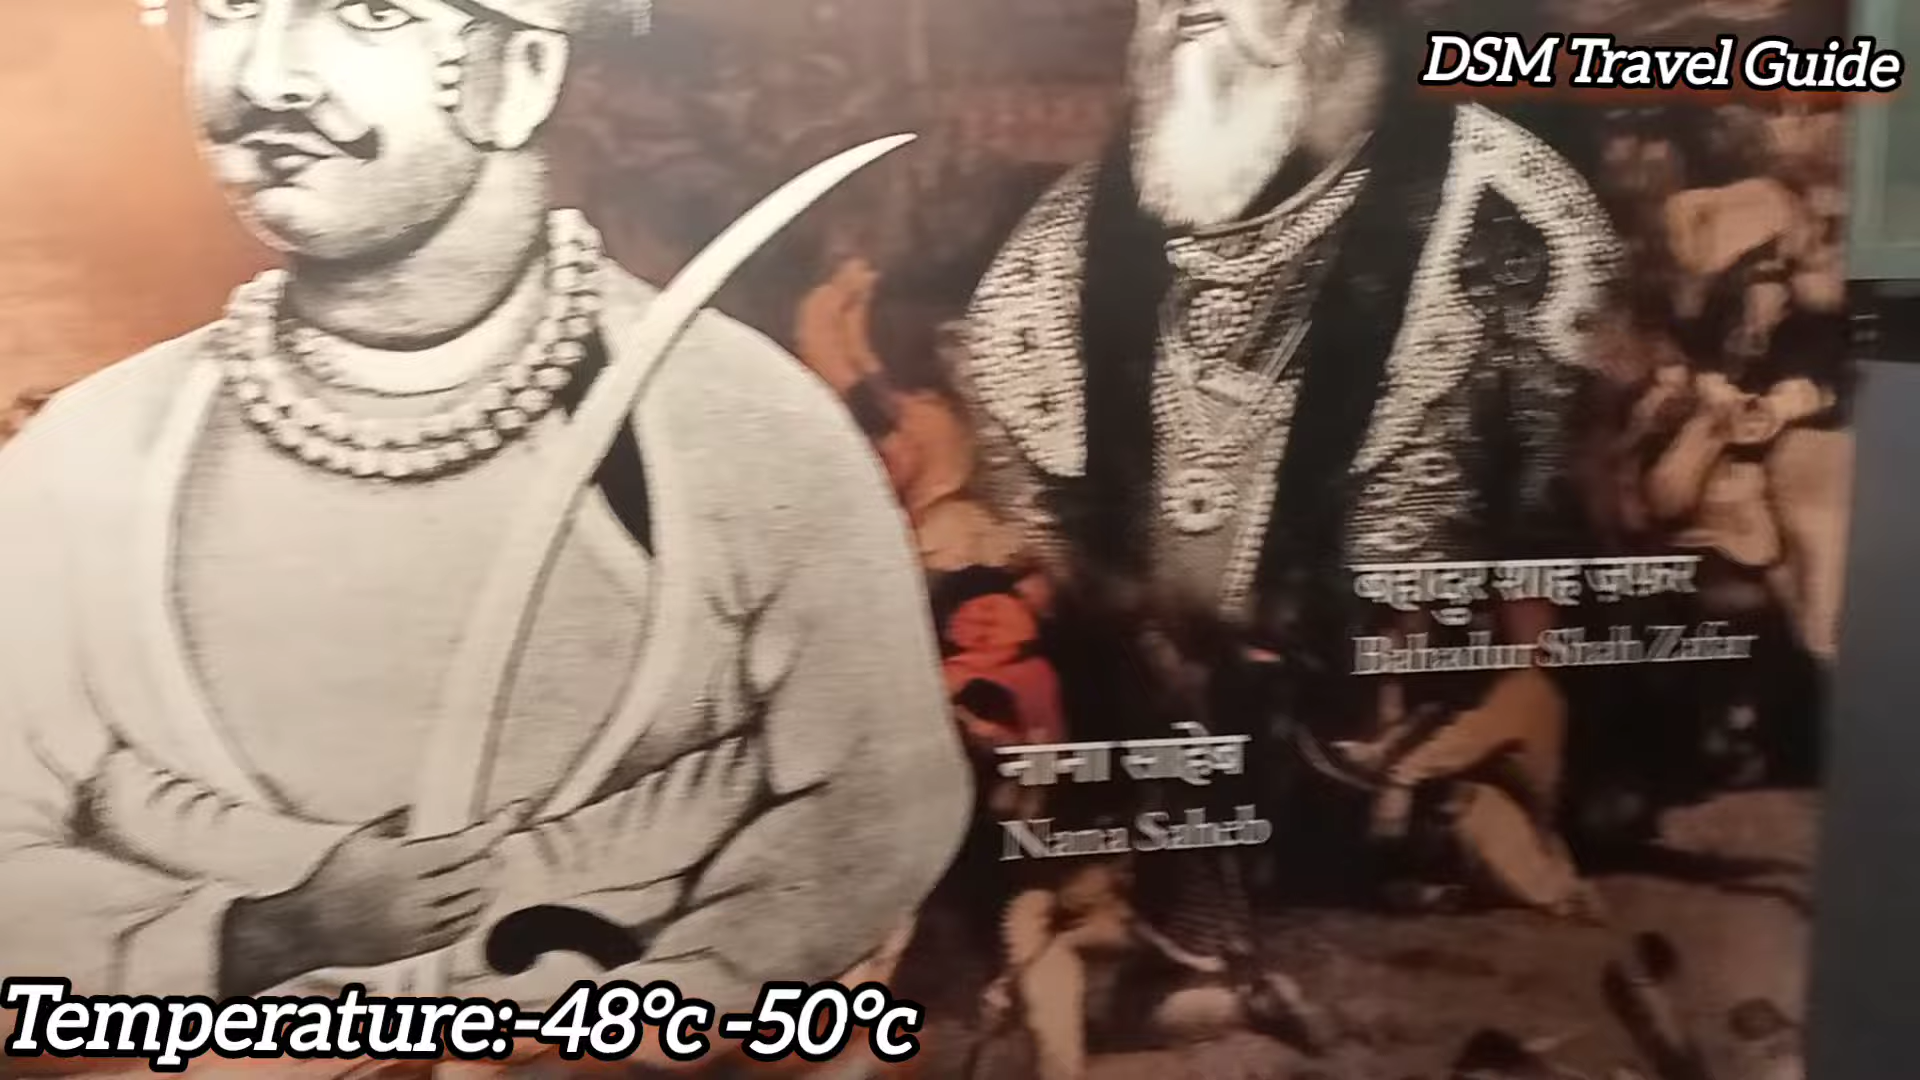 DSM Travel Guide
बहादुर शाह ज़फ़र
Bahadur Shah Zafar
नाना साहेब
Nana Saheb
Temperature:-48°c -50°c